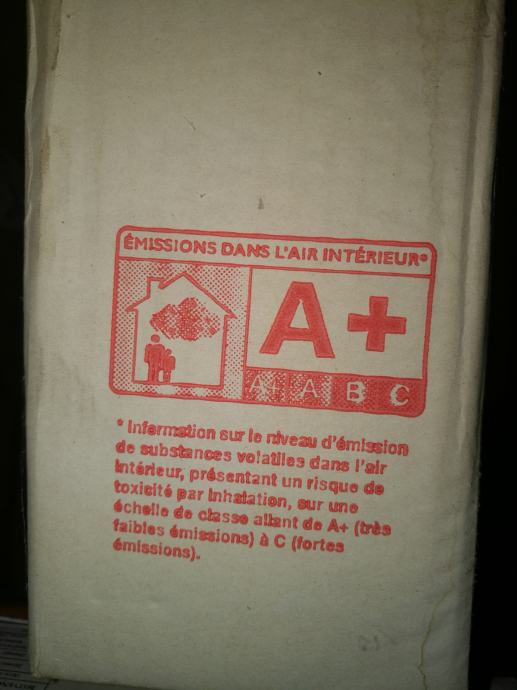 ÉMISSIONS DANS L'AIR INTÉRIEUR*
A+
A+ A B C
* Information sur le niveau d'émission
de substances volatiles dans l'air
intérieur, présentant un risque de
toxicité par inhalation, sur une
échelle de classe allant de A+ (très
faibles émissions) à C (fortes
émissions).